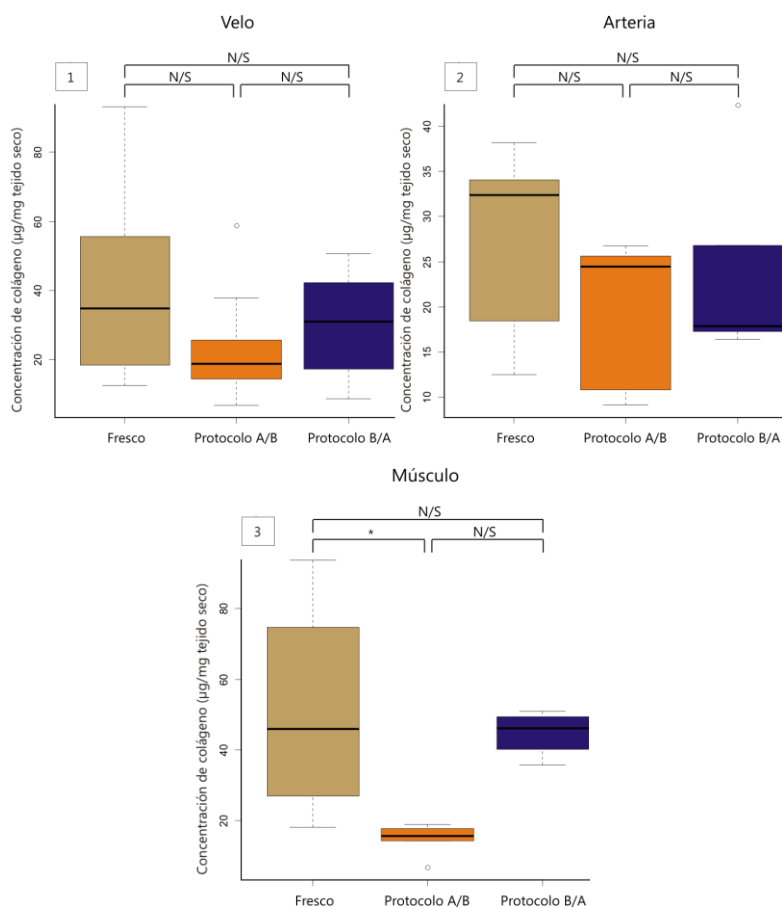 Velo
1
N/S
N/S
N/S
Concentración de colágeno (µg/mg tejido seco)
80
60
40
20
Fresco
Protocolo A/B
Protocolo B/A
Arteria
2
N/S
N/S
N/S
Concentración de colágeno (µg/mg tejido seco)
40
35
30
25
20
15
10
Fresco
Protocolo A/B
Protocolo B/A
Músculo
3
N/S
*
N/S
Concentración de colágeno (µg/mg tejido seco)
80
60
40
20
Fresco
Protocolo A/B
Protocolo B/A